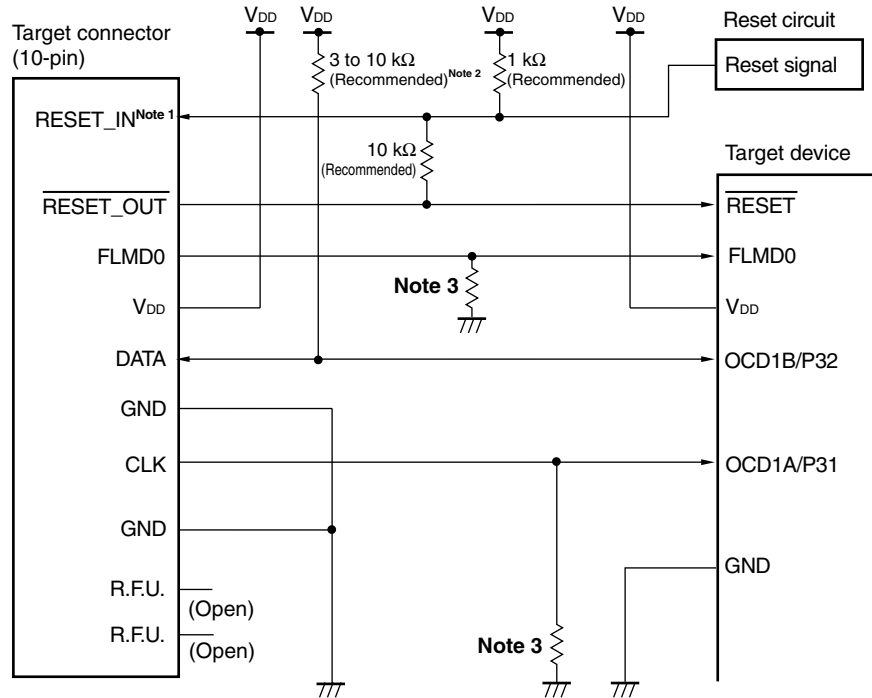 Target connector
(10-pin)
VDD
VDD
VDD
VDD
Reset circuit
Reset signal
3 to 10 kΩ
(Recommended)Note 2
1 kΩ
(Recommended)
RESET_INNote 1
10 kΩ
(Recommended)
Target device
RESET_OUT
RESET
FLMD0
FLMD0
Note 3
VDD
VDD
DATA
OCD1B/P32
GND
CLK
OCD1A/P31
GND
GND
R.F.U.
(Open)
R.F.U.
(Open)
Note 3